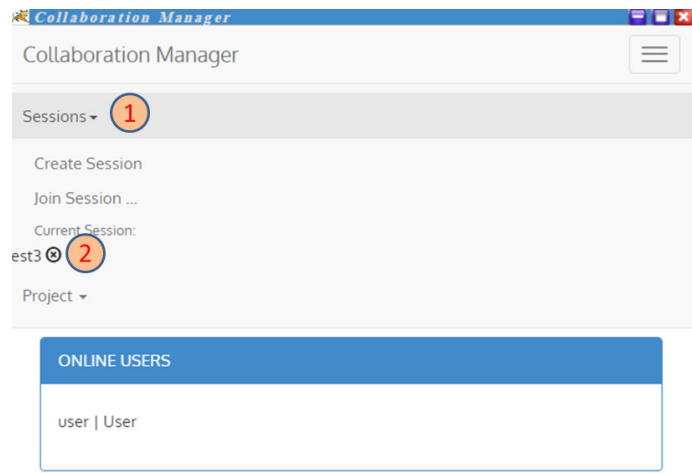 Collaboration Manager
Collaboration Manager
Sessions
1
Create Session
Join Session ...
Current Session:
est3
2
Project
ONLINE USERS
user | User